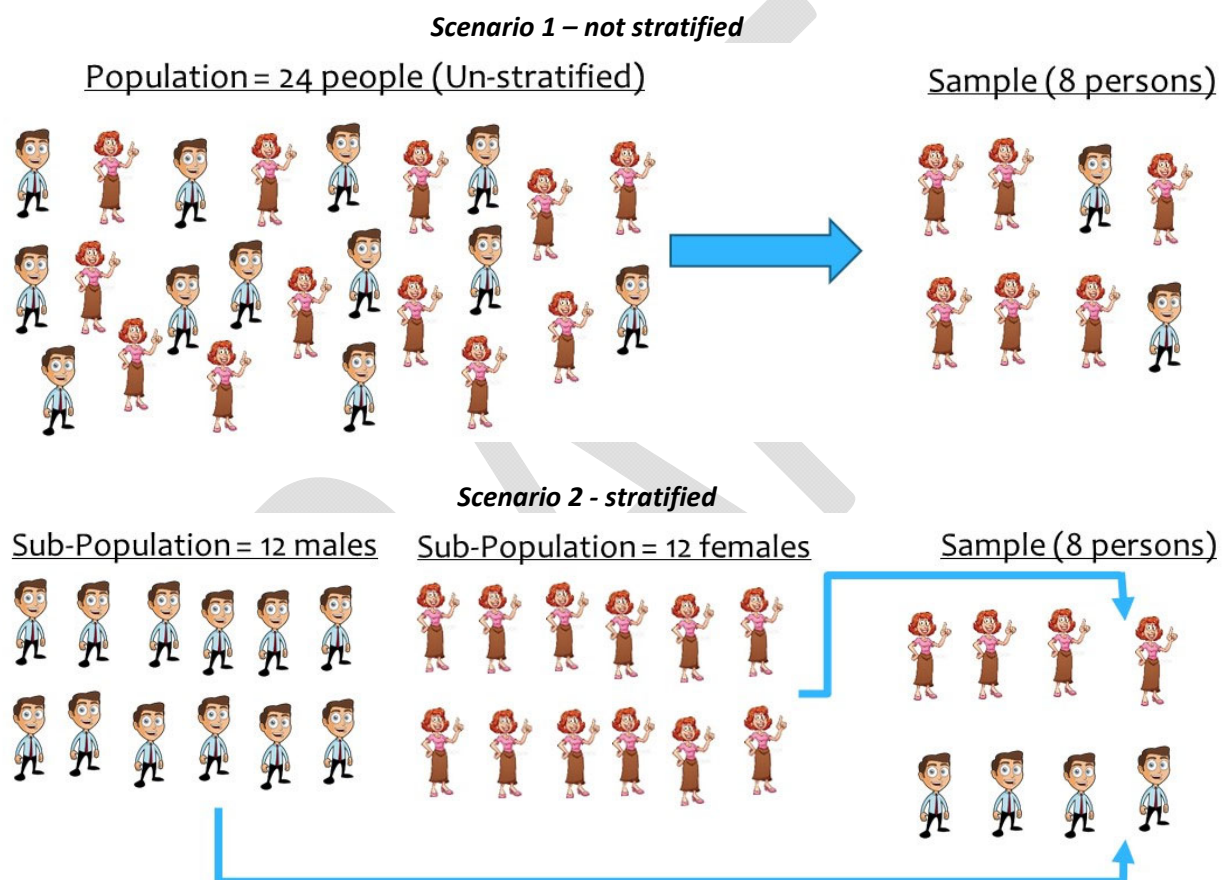 Scenario 1 – not stratified
Population = 24 people (Un-stratified)
Sample (8 persons)
Scenario 2 - stratified
Sub-Population = 12 males
Sub-Population = 12 females
Sample (8 persons)